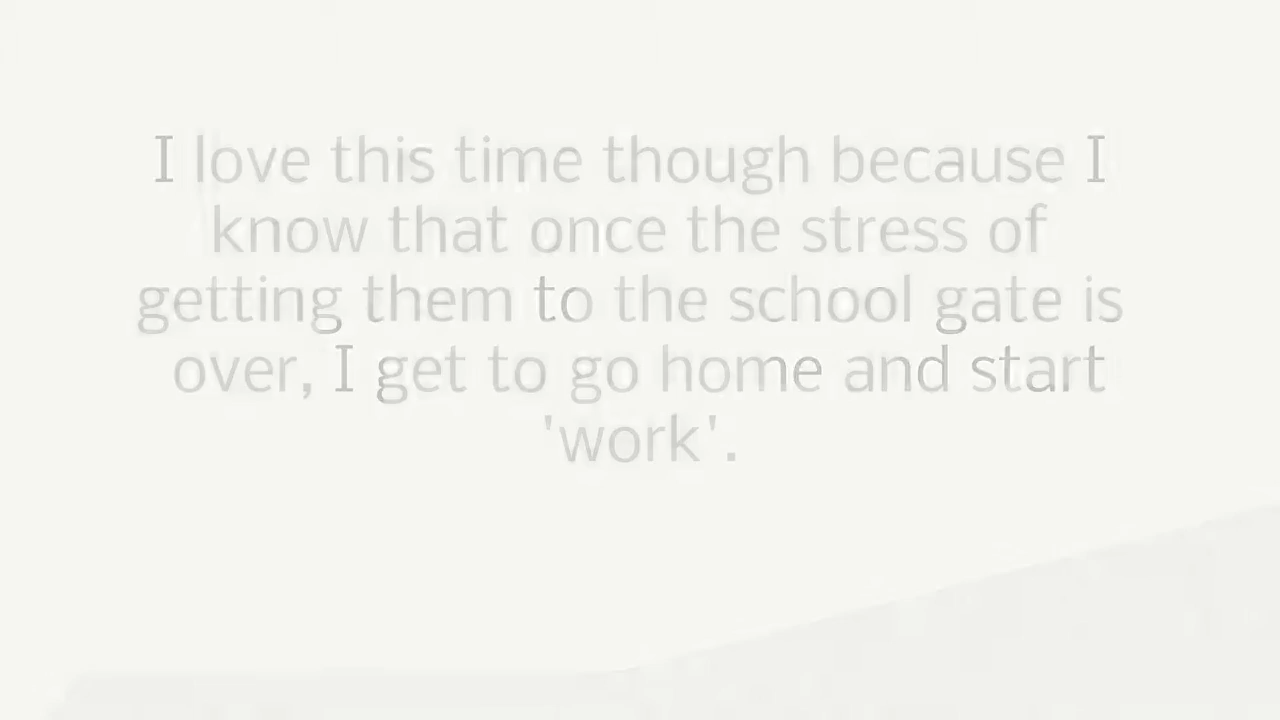 I love this time though because I
know that once the stress of
getting them to the school gate is
over, I get to go home and start
'work'.